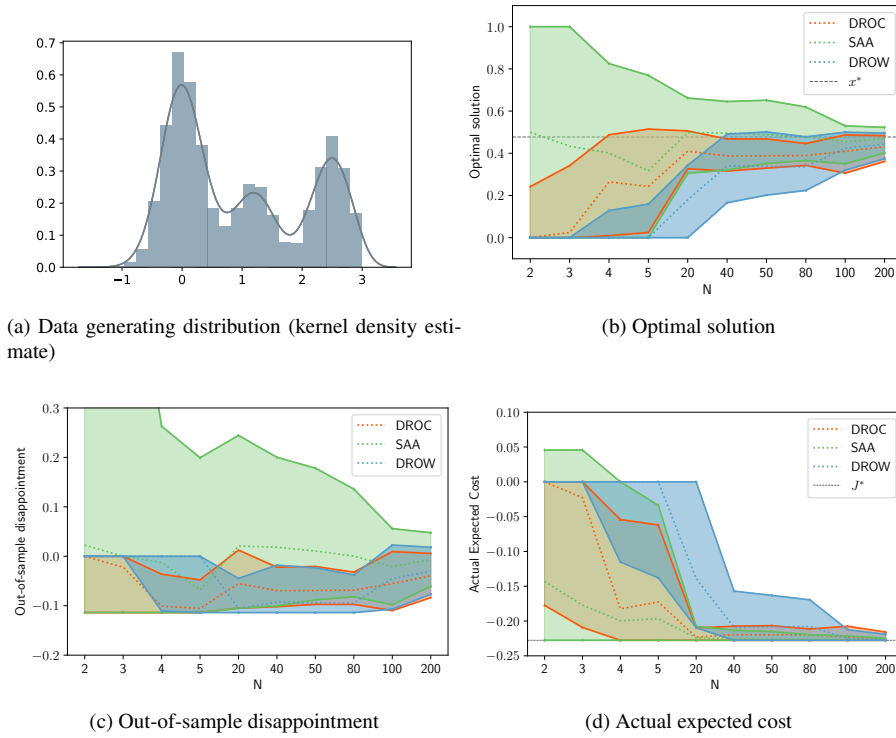 0.7
0.6
0.5
0.4
0.3
0.2
0.1
0.0
−1 0 1 2 3
(a) Data generating distribution (kernel density esti-
mate)
Optimal solution
1.0
0.8
0.6
0.4
0.2
0.0
2 3 4 5 20 40 50 80 100 200
N
DROC
SAA
DROW
x*
(b) Optimal solution
Out-of-sample disappointment
0.3
0.2
0.1
0.0
−0.1
−0.2
2 3 4 5 20 40 50 80 100 200
N
DROC
SAA
DROW
(c) Out-of-sample disappointment
Actual Expected Cost
0.10
0.05
0.00
−0.05
−0.10
−0.15
−0.20
−0.25
2 3 4 5 20 40 50 80 100 200
N
DROC
SAA
DROW
J*
(d) Actual expected cost